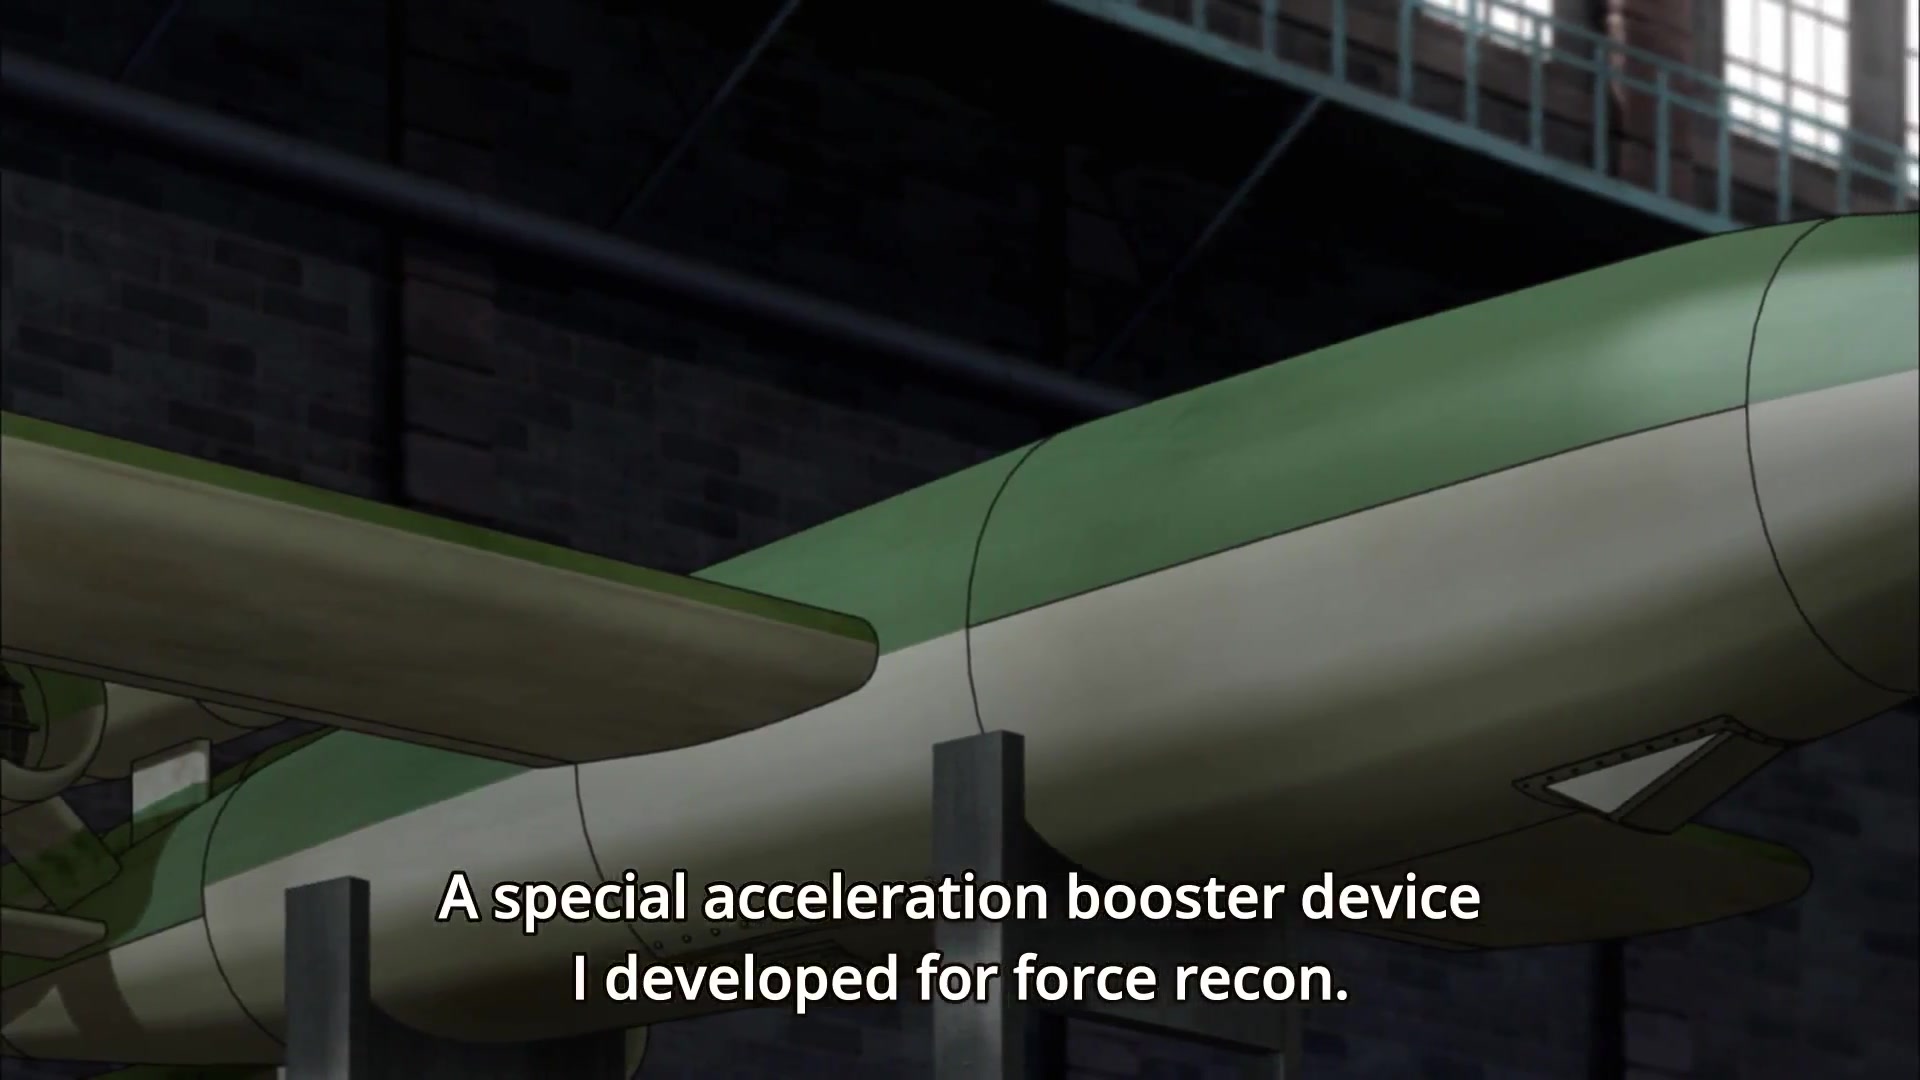 A special acceleration booster device
I developed for force recon.